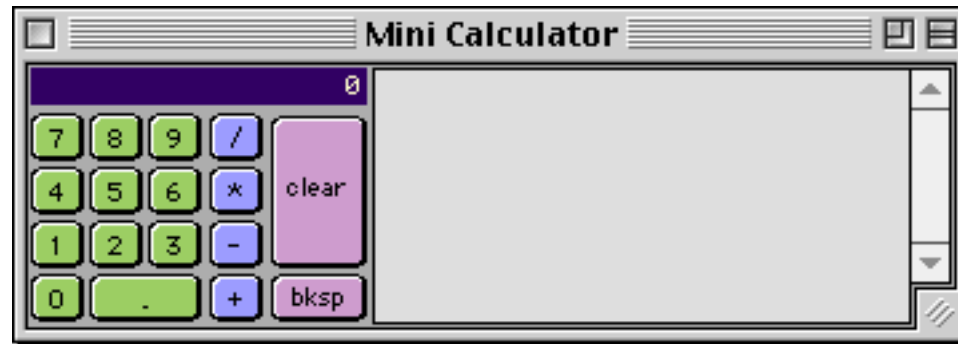 Mini Calculator
0
7 8 9 /
4 5 6 * clear
1 2 3 -
0 . + bksp